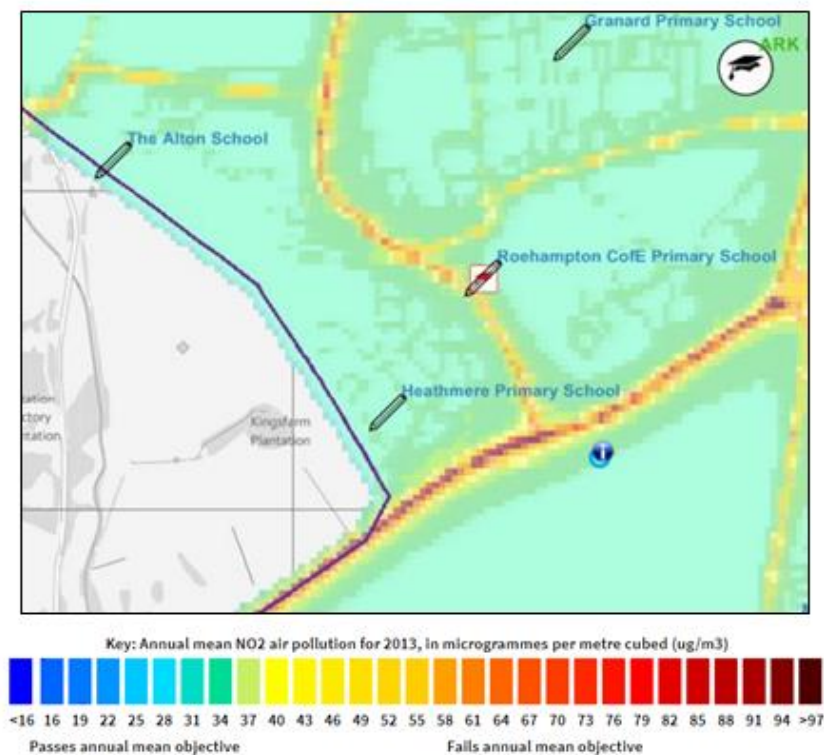 Granard Primary School
ARK
The Alton School
Roehampton CofE Primary School
Heathmere Primary School
Kingsfarm
Plantation
Key: Annual mean NO2 air pollution for 2013, in microgrammes per metre cubed (ug/m3)
<16 16 19 22 25 28 31 34 37 40 43 46 49 52 55 58 61 64 67 70 73 76 79 82 85 88 91 94 >97
Passes annual mean objective Fails annual mean objective